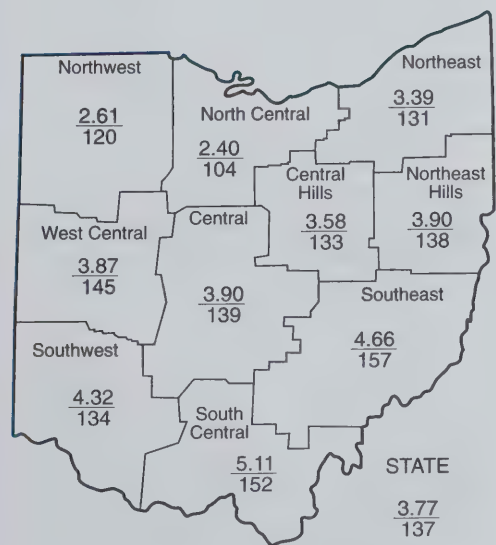 Northwest
2.61
120
North Central
2.40
104
Northeast
3.39
131
West Central
3.87
145
Central
3.90
139
Central
Hills
3.58
133
Northeast
Hills
3.90
138
Southwest
4.32
134
South
Central
5.11
152
Southeast
4.66
157
STATE
3.77
137